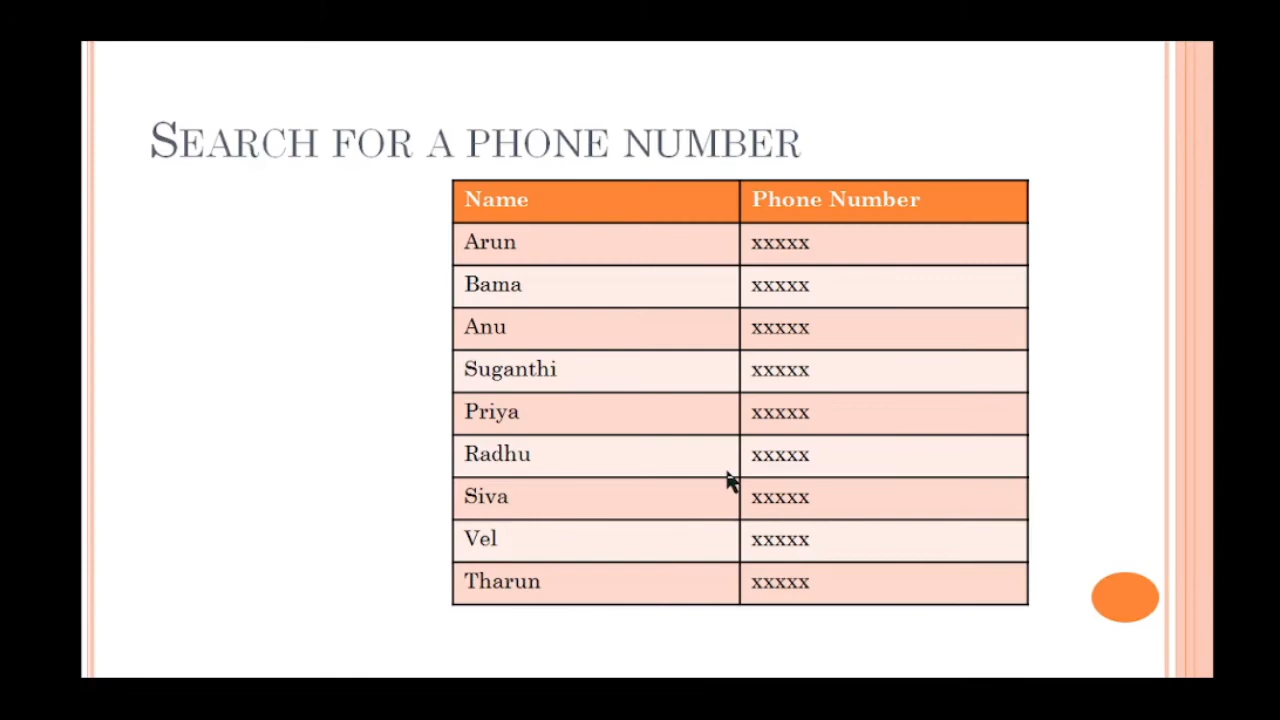 SEARCH FOR A PHONE NUMBER
Name Phone Number
Arun xxxxx
Bama xxxxx
Anu xxxxx
Suganthi xxxxx
Priya xxxxx
Radhu xxxxx
Siva xxxxx
Vel xxxxx
Tharun xxxxx